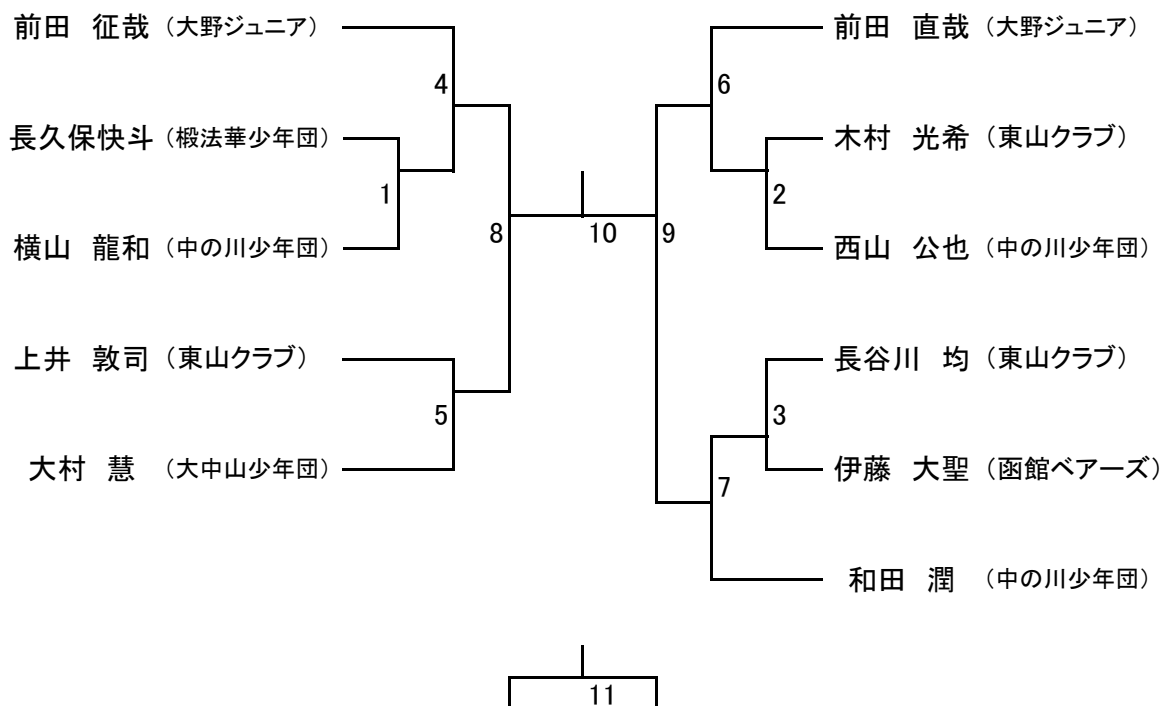 前田 征哉 (大野ジュニア)
4
長久保快斗 (椴法華少年団)
1
横山 龍和 (中の川少年団)
8
上井 敦司 (東山クラブ)
5
大村 慧 (大中山少年団)
10
9
前田 直哉 (大野ジュニア)
6
木村 光希 (東山クラブ)
2
西山 公也 (中の川少年団)
長谷川 均 (東山クラブ)
3
伊藤 大聖 (函館ベアーズ)
7
和田 潤 (中の川少年団)
11